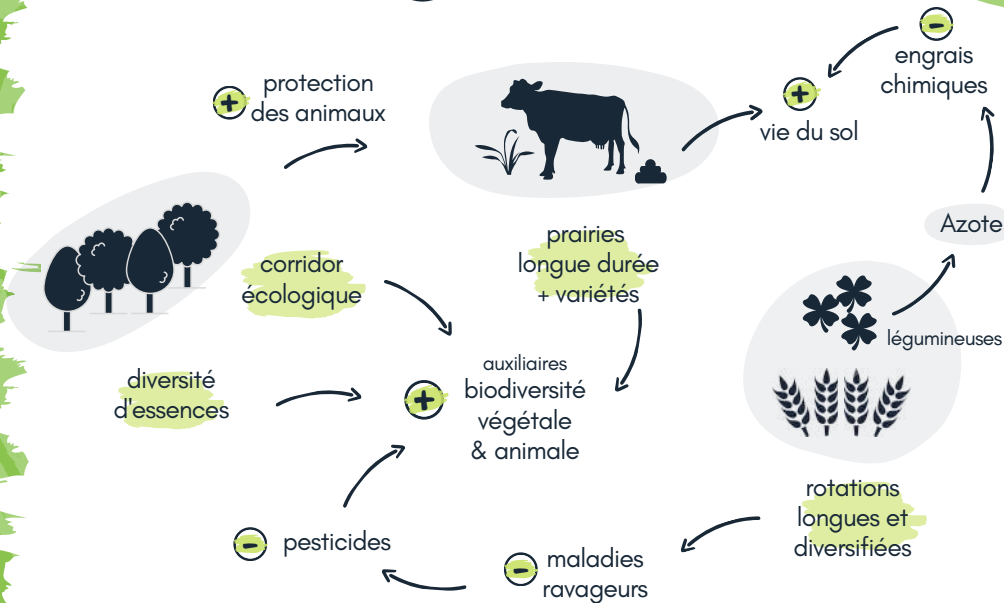 engrais
chimiques
protection
des animaux
vie du sol
Azote
prairies
longue durée
+ variétés
corridor
écologique
légumineuses
auxiliaires
biodiversité
végétale
& animale
diversité
d'essences
rotations
longues et
diversifiées
pesticides
maladies
ravageurs